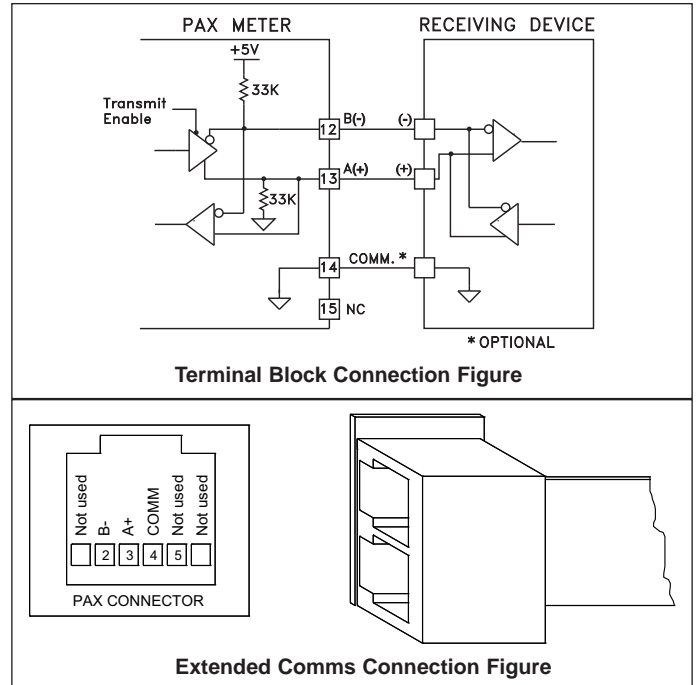 PAX METER
RECEIVING DEVICE
+5V
33K
Transmit
Enable
12 B(-) (-)
13 A(+) (+)
33K
14 COMM.*
15 NC
* OPTIONAL
Terminal Block Connection Figure
Not used
B-
A+
COMM
Not used
Not used
2 3 4 5
PAX CONNECTOR
Extended Comms Connection Figure